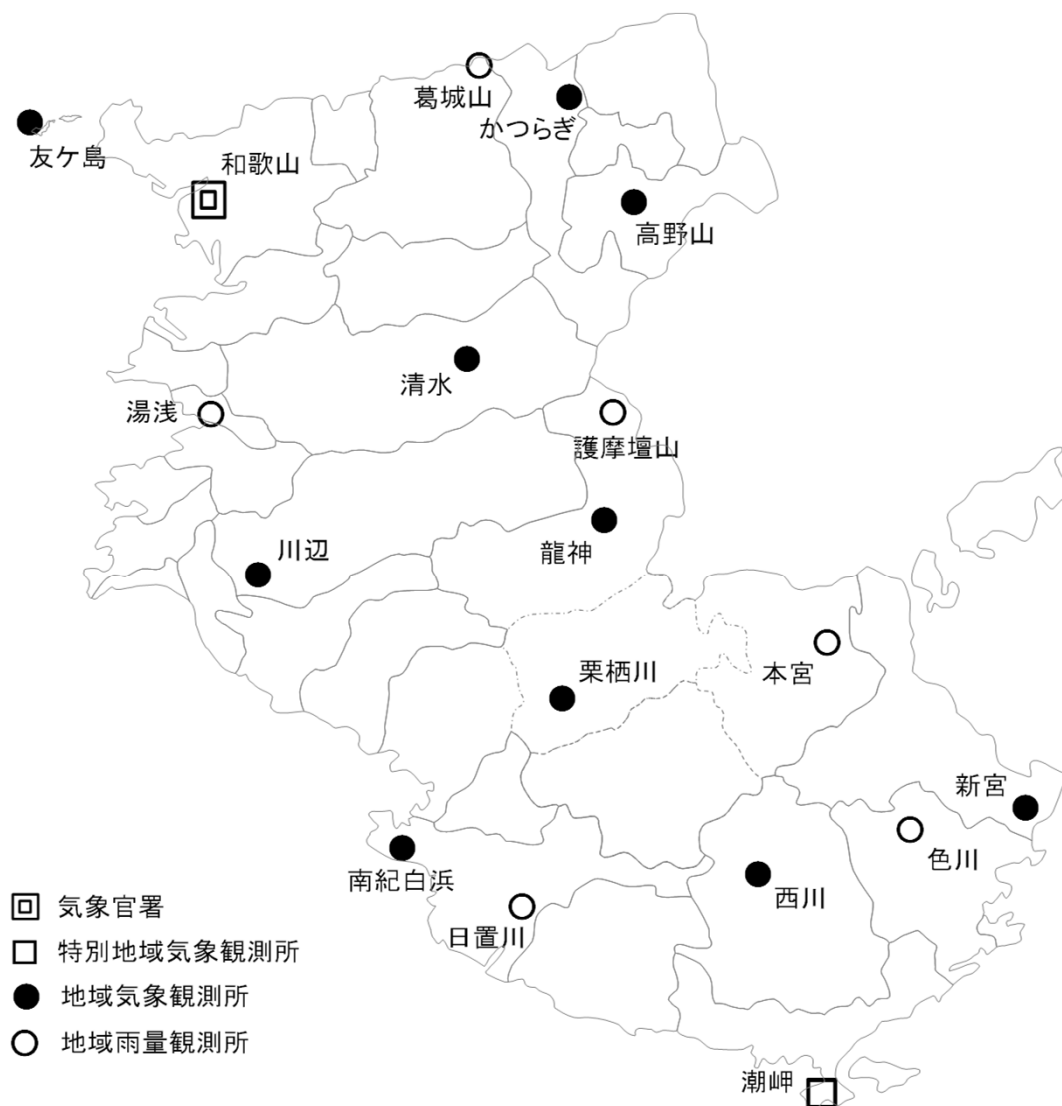 葛城山
かつらぎ
友ケ島
和歌山
高野山
清水
湯浅
護摩壇山
川辺
龍神
栗栖川
本宮
新宮
色川
南紀白浜
西川
日置川
潮岬
気象官署
特別地域気象観測所
地域気象観測所
地域雨量観測所